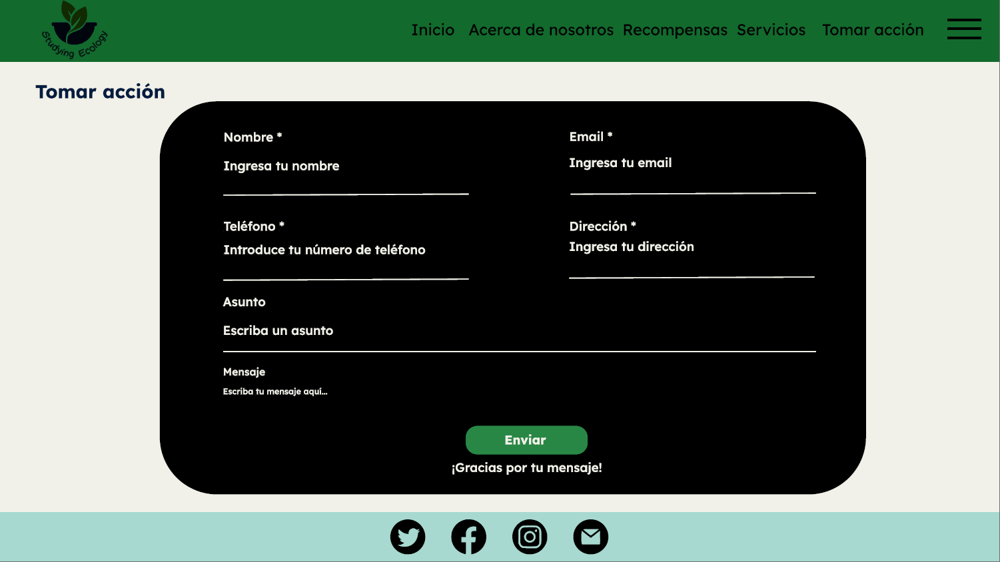 Studying Ecology
Inicio Acerca de nosotros Recompensas Servicios Tomar acción
Tomar acción
Nombre *
Ingresa tu nombre
Email *
Ingresa tu email
Teléfono *
Introduce tu número de teléfono
Dirección *
Ingresa tu dirección
Asunto
Escriba un asunto
Mensaje
Escriba tu mensaje aquí...
Enviar
¡Gracias por tu mensaje!